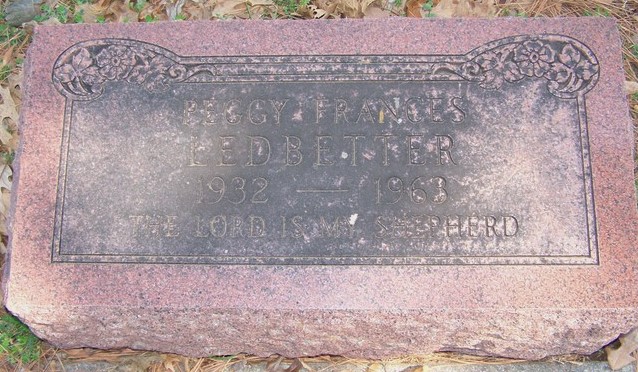 PEGGY FRANCES
LEDBETTER
1932 — 1963
THE LORD IS MY SHEPHERD